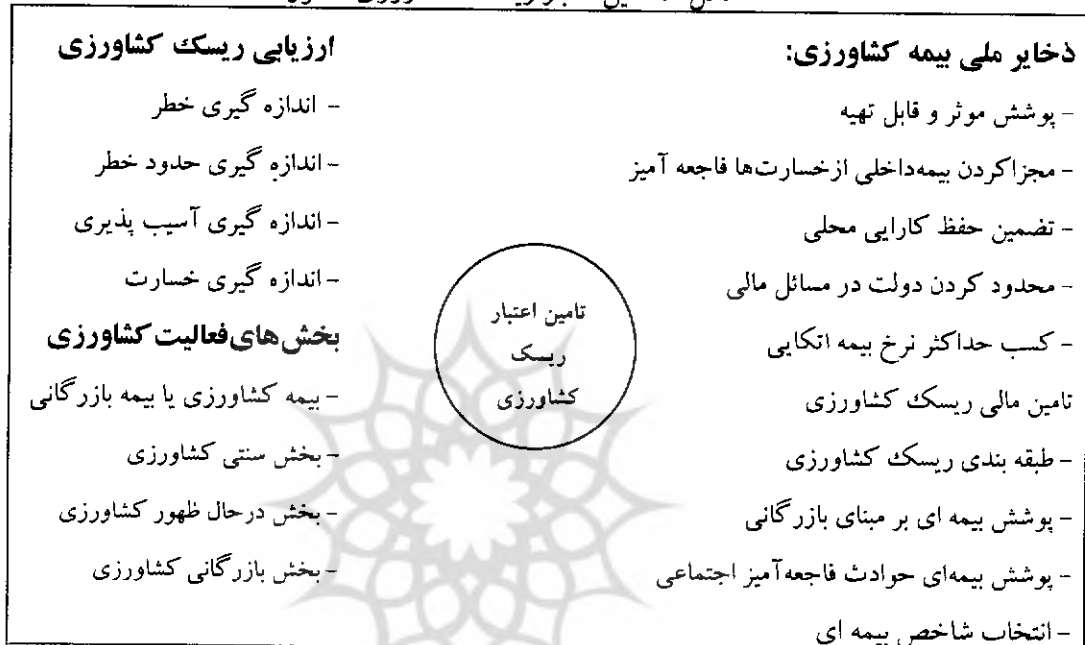 ذخایر ملی بیمه کشاورزی:
- پوشش موثر و قابل تهیه
- مجزاکردن بیمه‌داخلی ازخسارت‌ها فاجعه آمیز
- تضمین حفظ کارایی محلی
- محدود کردن دولت در مسائل مالی
- کسب حداکثر نرخ بیمه اتکایی
تامین مالی ریسک کشاورزی
- طبقه بندی ریسک کشاورزی
- پوشش بیمه ای بر مبنای بازرگانی
- پوشش بیمه‌ای حوادث فاجعه‌آمیز اجتماعی
- انتخاب شاخص بیمه ای
تامین اعتبار
ریسک
کشاورزی
ارزیابی ریسک کشاورزی
- اندازه گیری خطر
- اندازه گیری حدود خطر
- اندازه گیری آسیب پذیری
- اندازه گیری خسارت
بخش‌های‌فعالیت کشاورزی
- بیمه کشاورزی یا بیمه بازرگانی
- بخش سنتی کشاورزی
- بخش درحال ظهور کشاورزی
- بخش بازرگانی کشاورزی